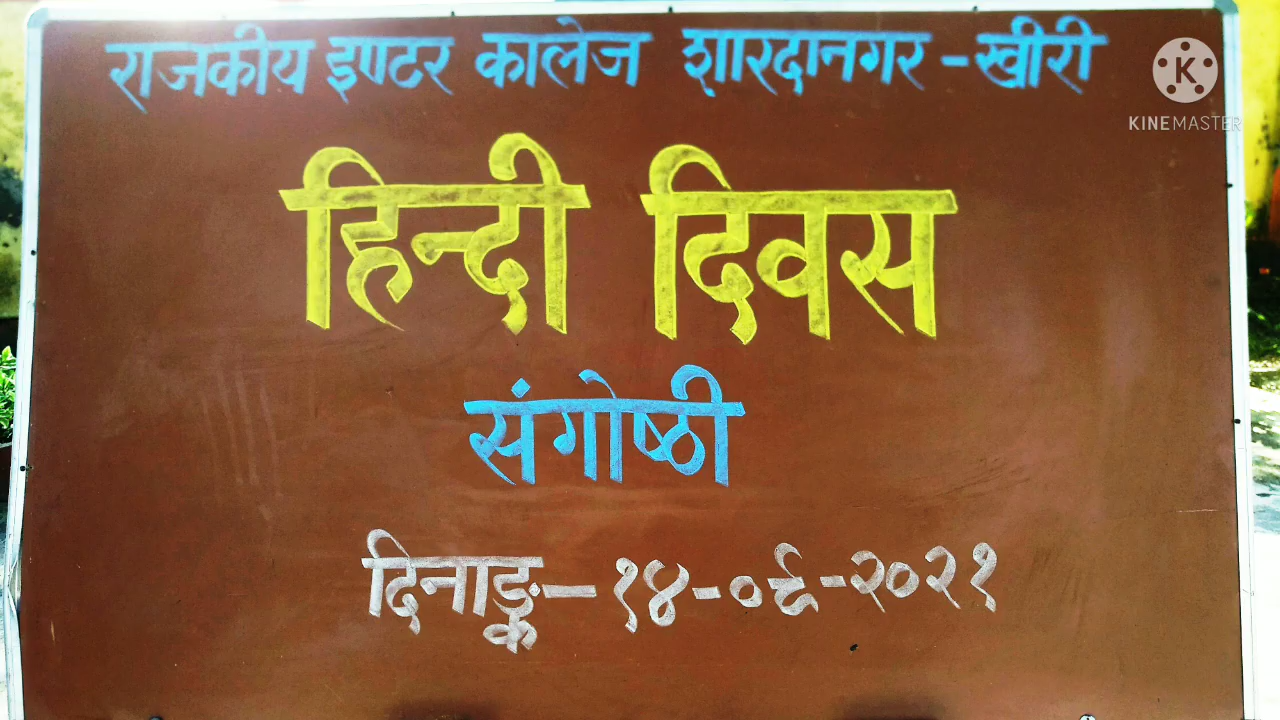 राजकीय इण्टर कालेज शारदानगर - खीरी
K
KINEMASTER
हिन्दी दिवस
संगोष्ठी
दिनाङ्क — १४-०९-२०२१